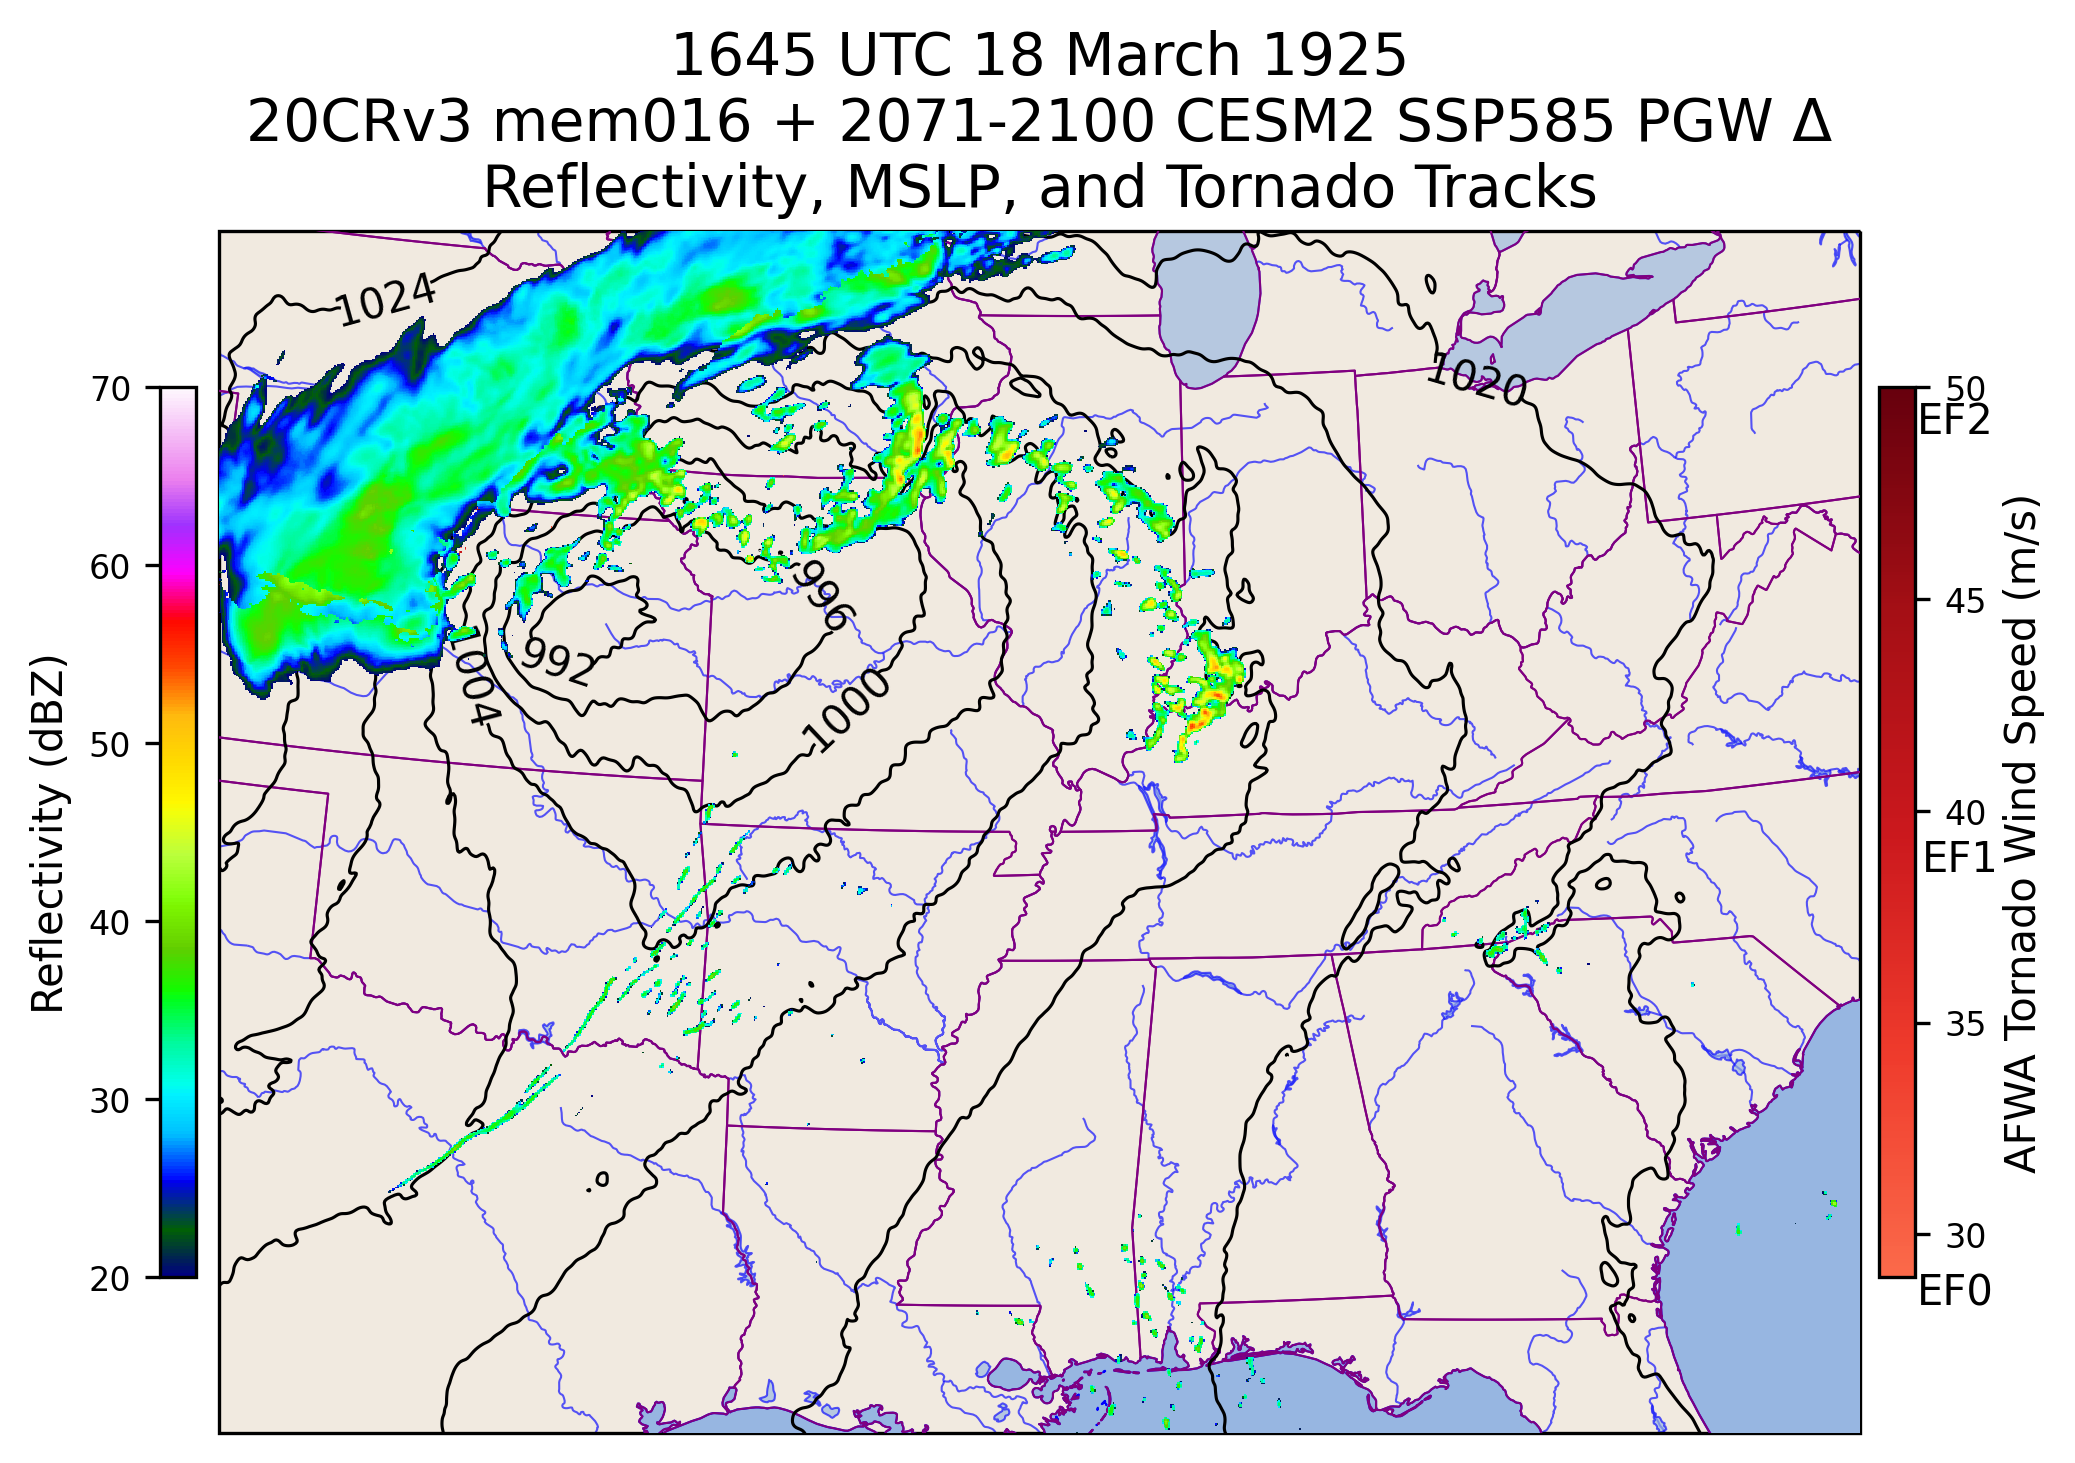 1645 UTC 18 March 1925
20CRv3 mem016 + 2071-2100 CESM2 SSP585 PGW Δ
Reflectivity, MSLP, and Tornado Tracks
1024
1020
996
992
1004
1000
70
60
50
40
30
20
Reflectivity (dBZ)
50
EF2
45
40
EF1
35
30
EF0
AFWA Tornado Wind Speed (m/s)